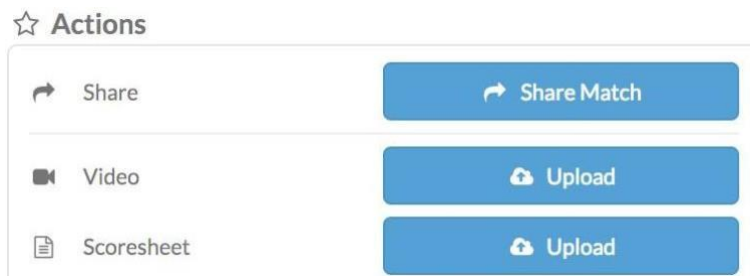 Actions
Share Share Match
Video Upload
Scoresheet Upload